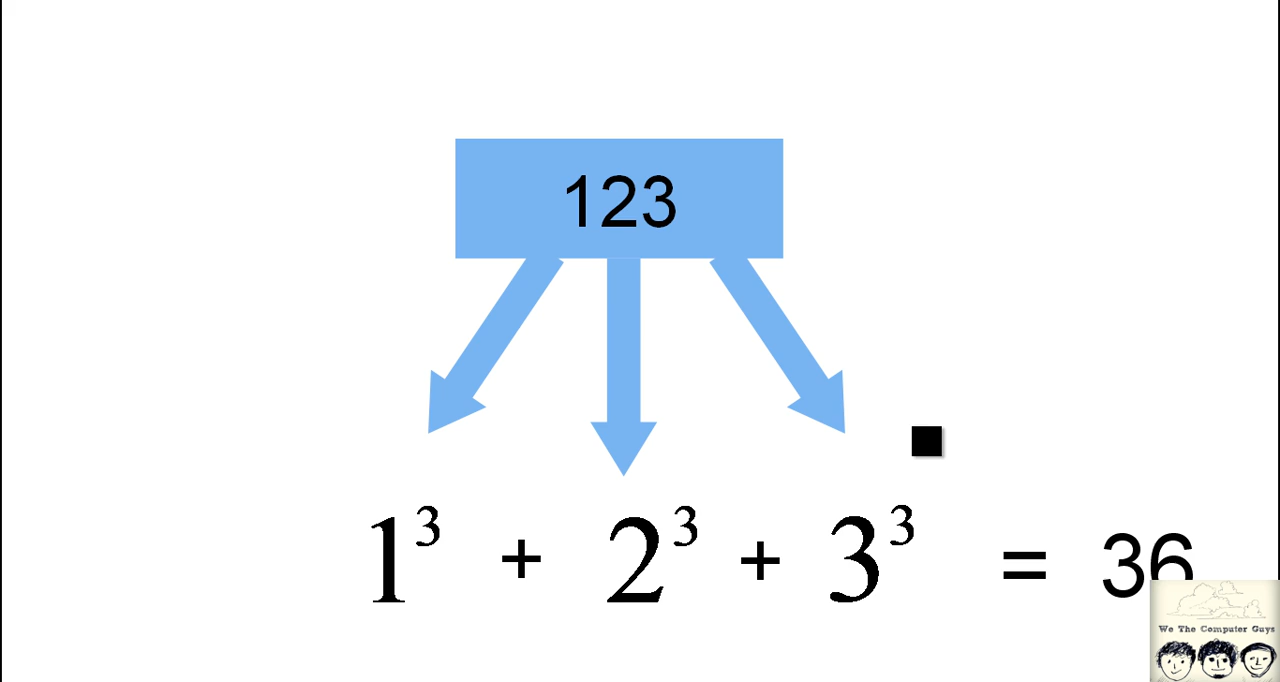 123
1³ + 2³ + 3³ = 36
We The Computer Guys